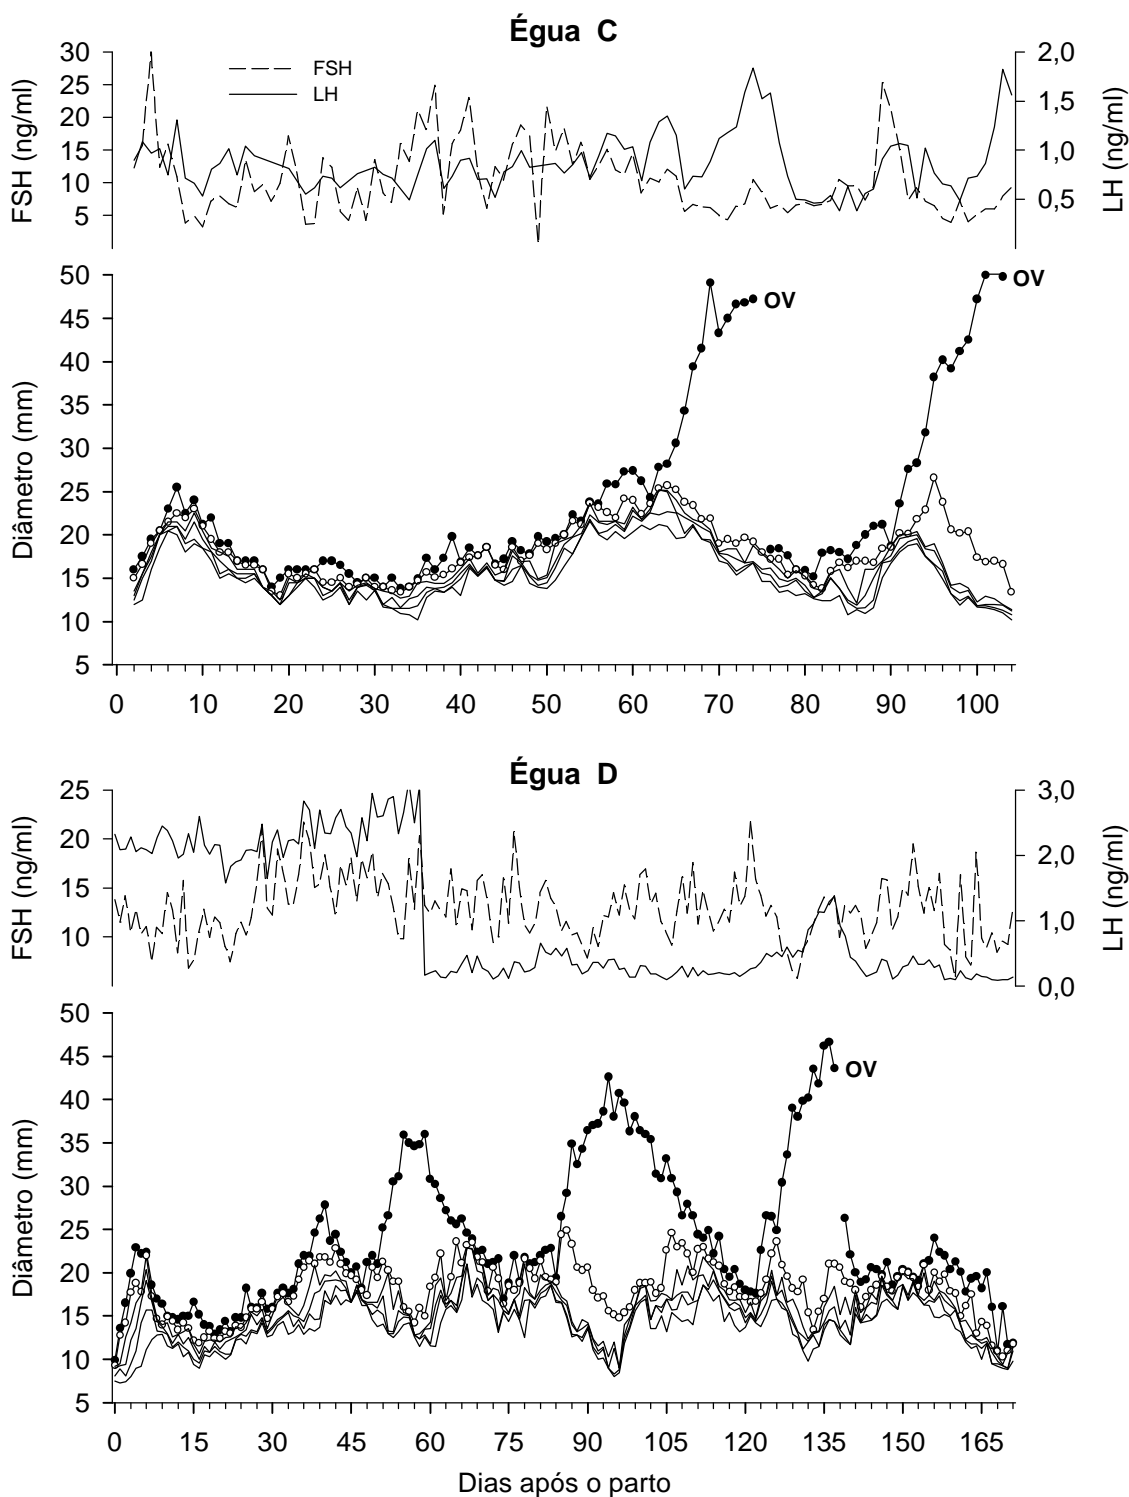 Égua C
FSH (ng/ml)
30
25
20
15
10
5
FSH
LH
2,0
1,5
1,0
0,5
LH (ng/ml)
Diâmetro (mm)
50
45
40
35
30
25
20
15
10
5
OV
OV
0 10 20 30 40 50 60 70 80 90 100
Égua D
FSH (ng/ml)
25
20
15
10
3,0
2,0
1,0
0,0
LH (ng/ml)
Diâmetro (mm)
50
45
40
35
30
25
20
15
10
5
OV
0 15 30 45 60 75 90 105 120 135 150 165
Dias após o parto